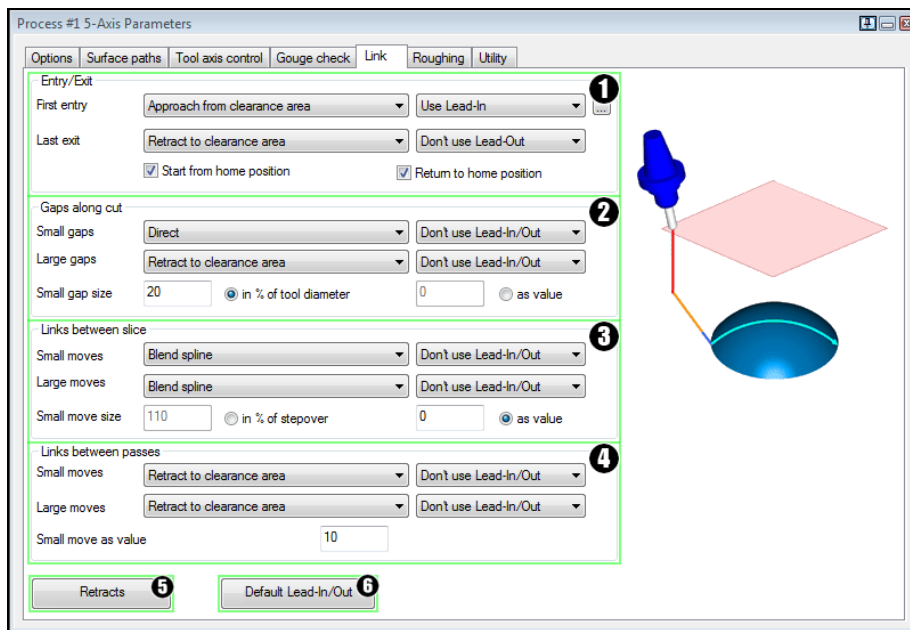 Process #1 5-Axis Parameters
Options Surface paths Tool axis control Gouge check Link Roughing Utility
Entry/Exit
1
First entry Approach from clearance area Use Lead-In ...
Last exit Retract to clearance area Don't use Lead-Out
Start from home position Return to home position
Gaps along cut
2
Small gaps Direct Don't use Lead-In/Out
Large gaps Retract to clearance area Don't use Lead-In/Out
Small gap size 20 in % of tool diameter 0 as value
Links between slice
3
Small moves Blend spline Don't use Lead-In/Out
Large moves Blend spline Don't use Lead-In/Out
Small move size 110 in % of stepover 0 as value
Links between passes
4
Small moves Retract to clearance area Don't use Lead-In/Out
Large moves Retract to clearance area Don't use Lead-In/Out
Small move as value 10
Retracts 5 Default Lead-In/Out 6